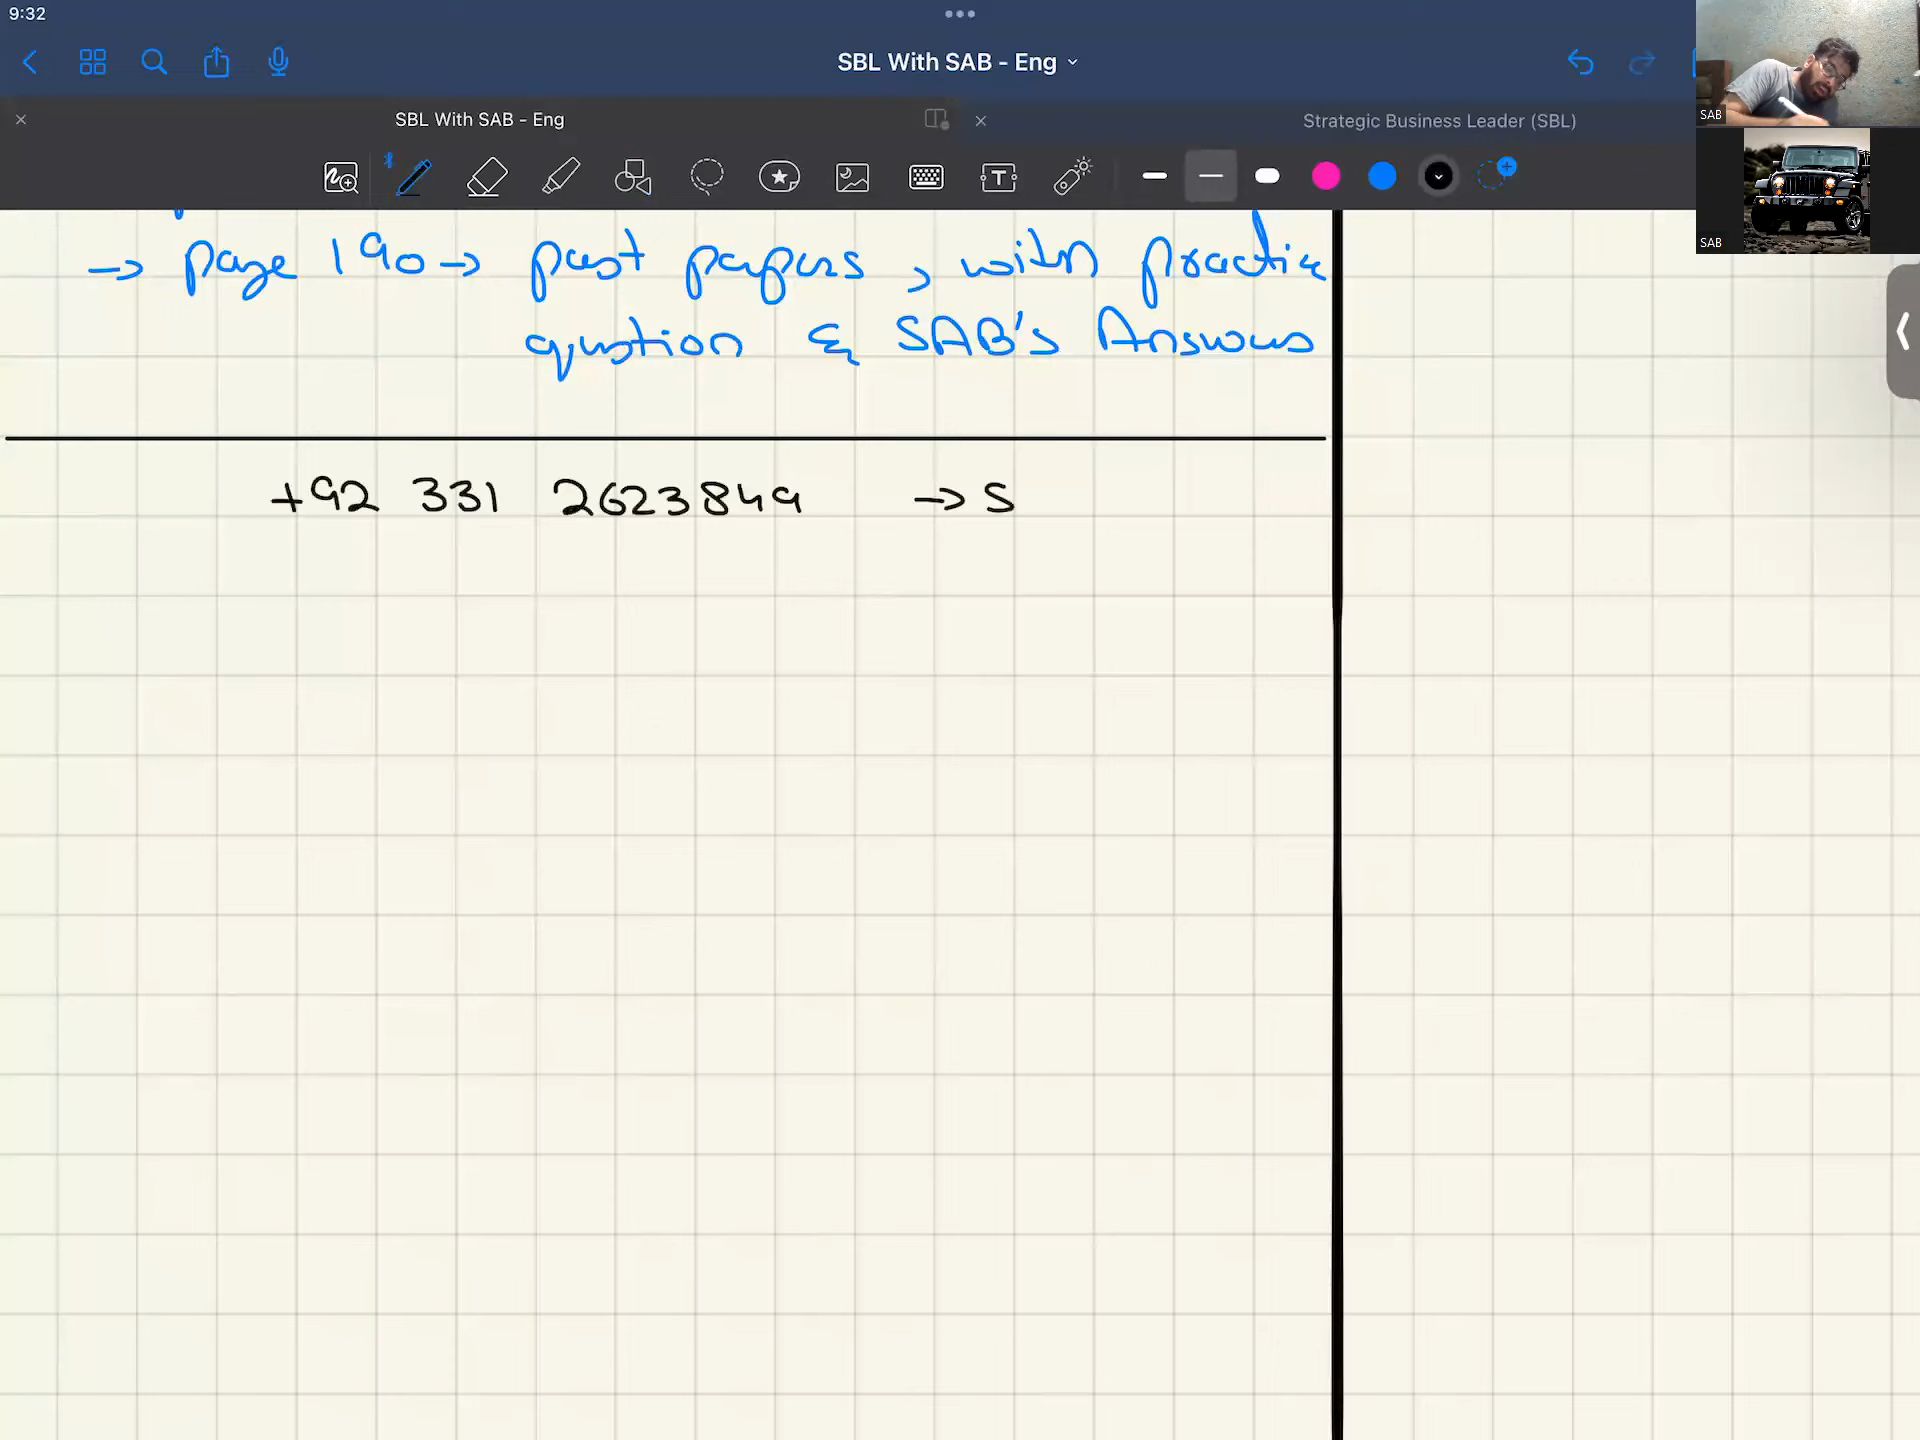 9:32
SBL With SAB - Eng
SBL With SAB - Eng
Strategic Business Leader (SBL)
SAB
SAB
→ page 190 → past papers, with practice
question & SAB's Answers
+92 331 2623849 → S